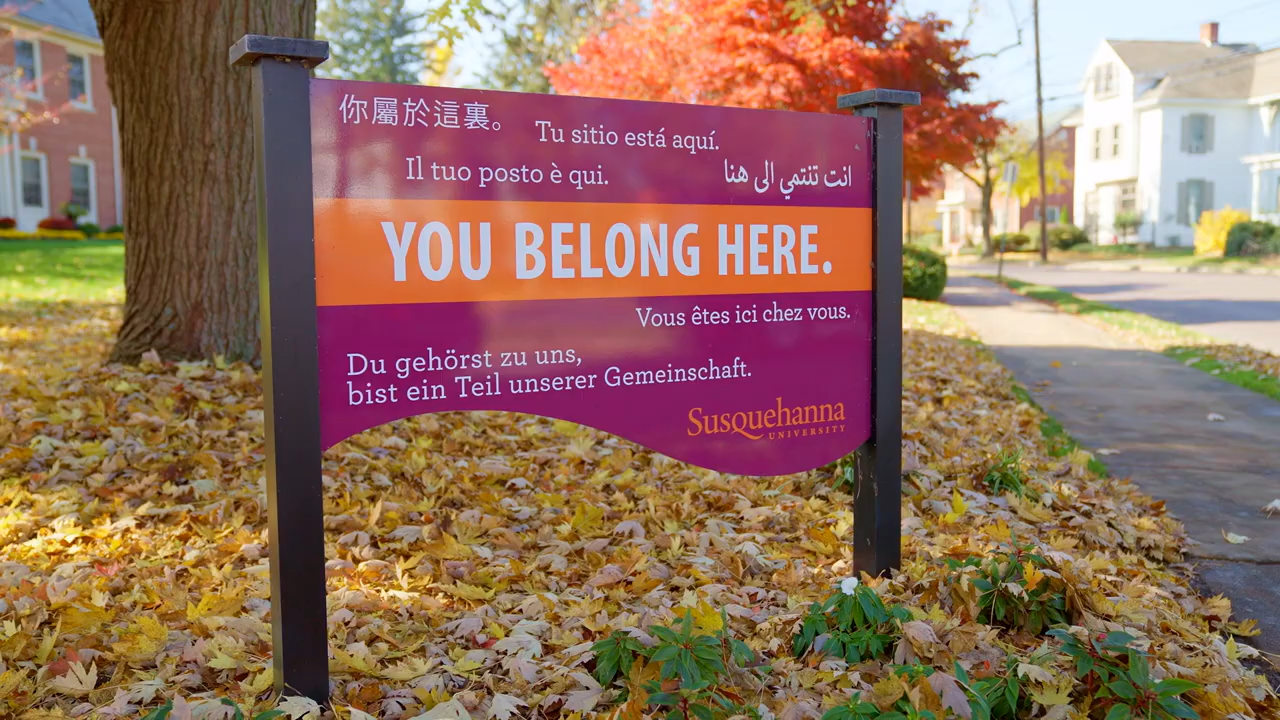 你屬於這裏。
Tu sitio está aquí.
Il tuo posto è qui.
انت تنتمي الى هنا
YOU BELONG HERE.
Vous êtes ici chez vous.
Du gehörst zu uns,
bist ein Teil unserer Gemeinschaft.
Susquehanna
UNIVERSITY